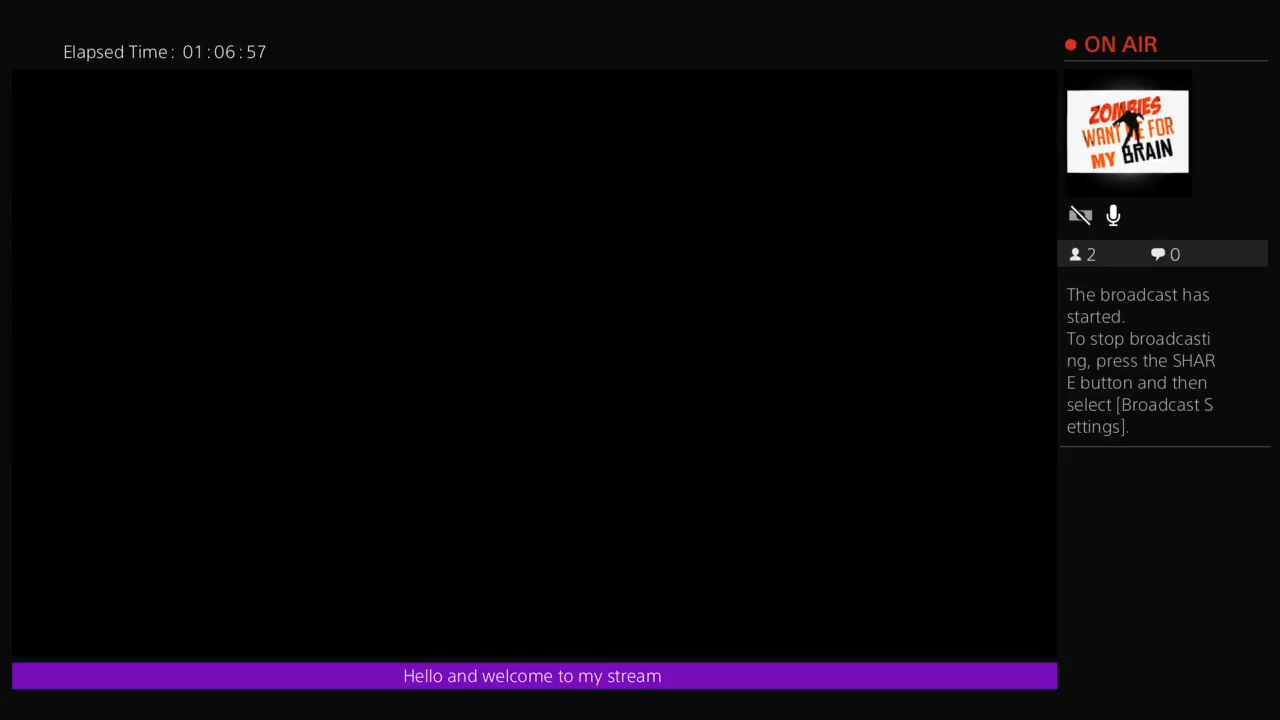 Elapsed Time: 01:06:57
ON AIR
ZOMBIES
WANT ME FOR
MY BRAIN
2
0
The broadcast has
started.
To stop broadcasti
ng, press the SHAR
E button and then
select [Broadcast S
ettings].
Hello and welcome to my stream